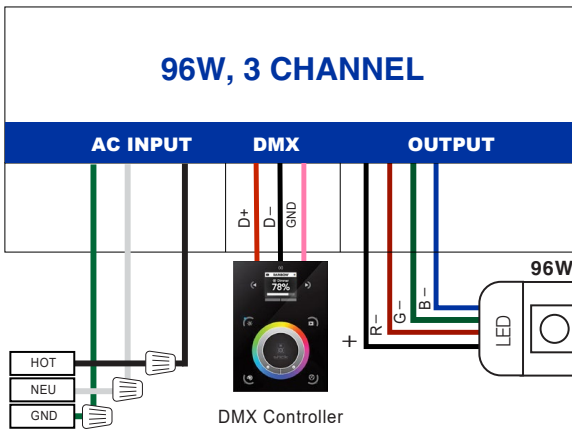 96W, 3 CHANNEL
AC INPUT
DMX
OUTPUT
D+
D−
GND
78%
+
R−
G−
B−
96W
LED
HOT
NEU
GND
DMX Controller